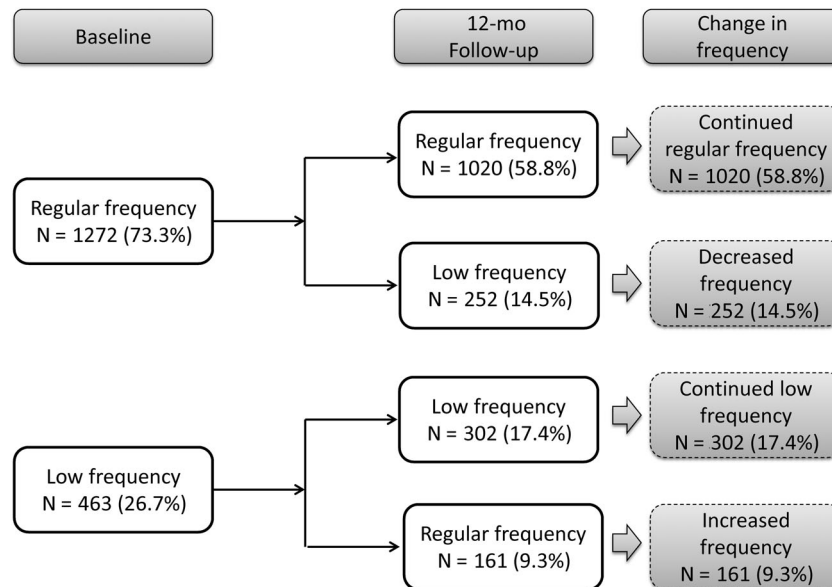 Baseline
12-mo
Follow-up
Change in
frequency
Regular frequency
N = 1272 (73.3%)
Regular frequency
N = 1020 (58.8%)
Continued
regular frequency
N = 1020 (58.8%)
Low frequency
N = 252 (14.5%)
Decreased
frequency
N = 252 (14.5%)
Low frequency
N = 463 (26.7%)
Low frequency
N = 302 (17.4%)
Continued low
frequency
N = 302 (17.4%)
Regular frequency
N = 161 (9.3%)
Increased
frequency
N = 161 (9.3%)